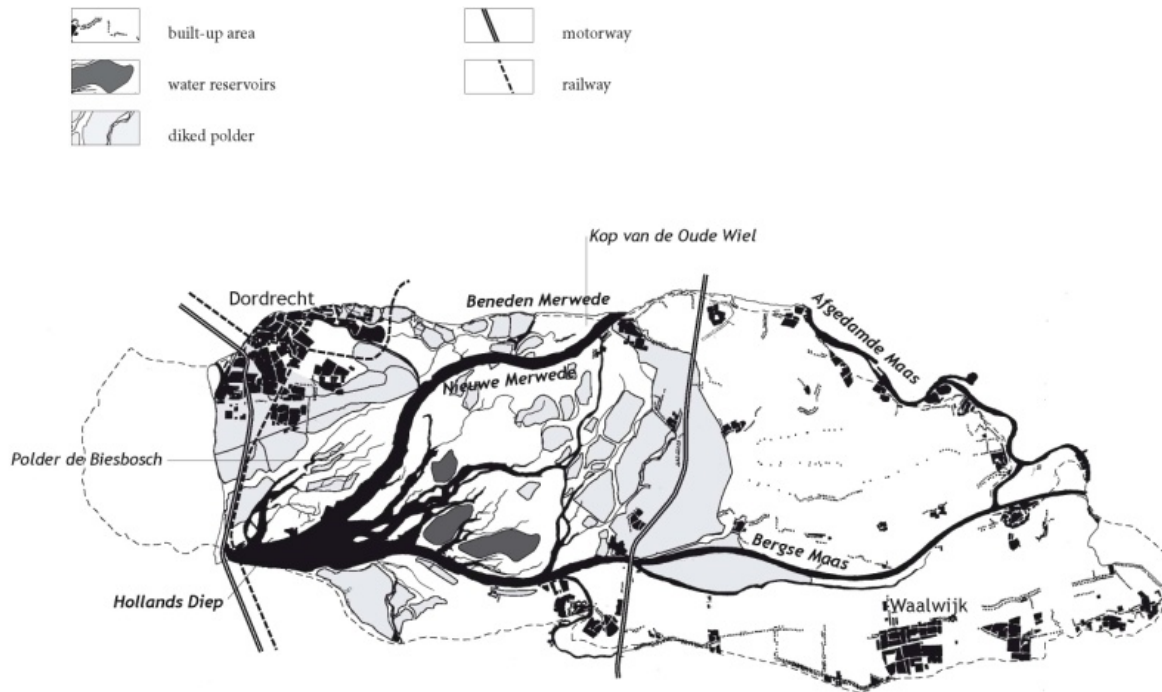 built-up area
motorway
water reservoirs
railway
diked polder
Kop van de Oude Wiel
Dordrecht
Beneden Merwede
Afgedamde Maas
Nieuwe Merwede
Polder de Biesbosch
Bergse Maas
Hollands Diep
Waalwijk